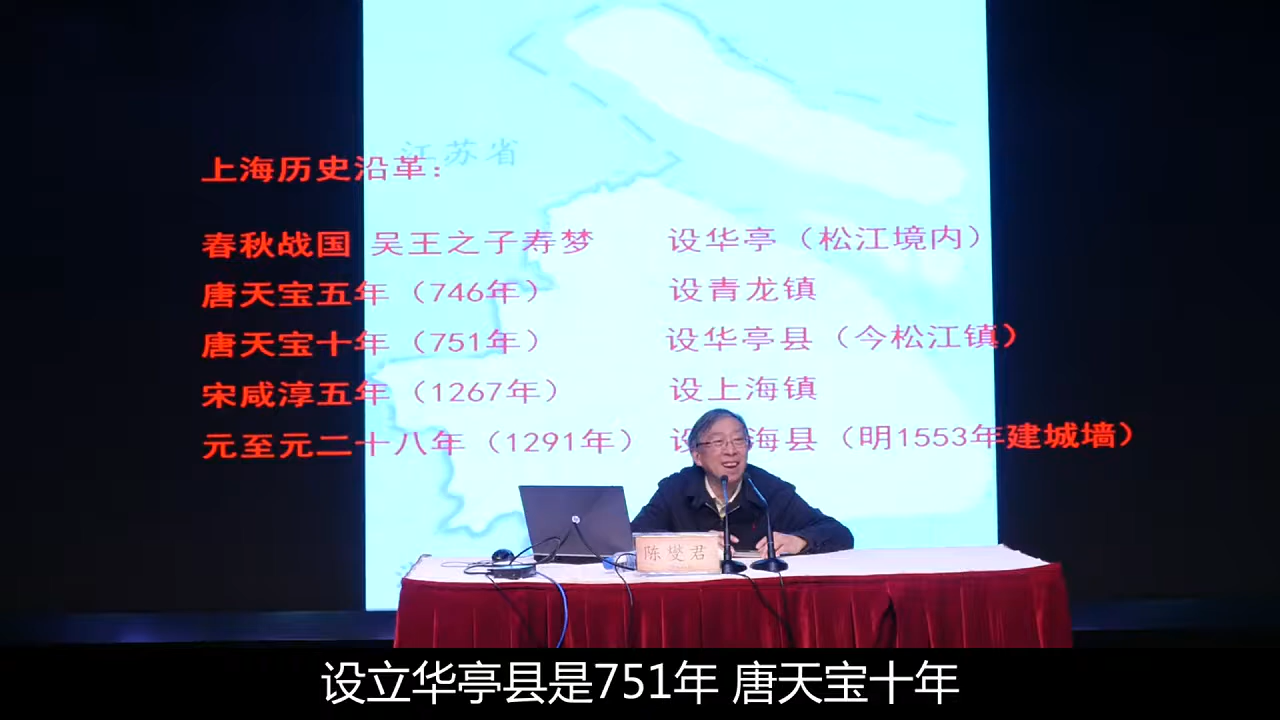 江苏省
上海历史沿革：
春秋战国 吴王之子寿梦 设华亭（松江境内）
唐天宝五年（746年） 设青龙镇
唐天宝十年（751年） 设华亭县（今松江镇）
宋咸淳五年（1267年） 设上海镇
元至元二十八年（1291年） 设 海县（明1553年建城墙）
陈燮君
设立华亭县是751年 唐天宝十年